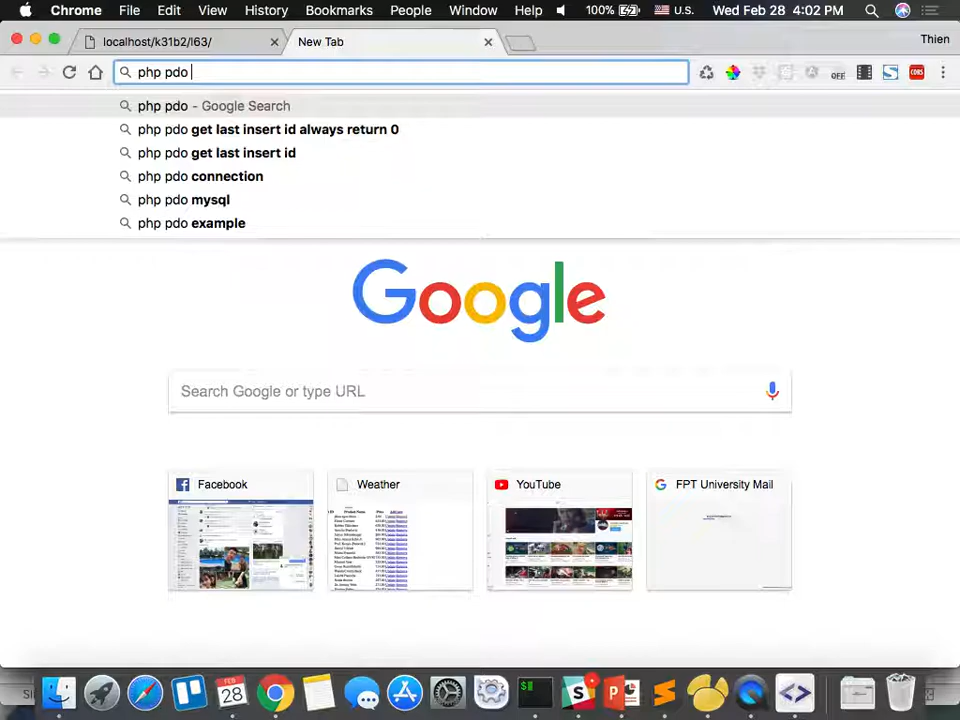 Chrome File Edit View History Bookmarks People Window Help 100% U.S. Wed Feb 28 4:02 PM
localhost/k31b2/l63/ New Tab Thien
php pdo
OFF CORS
php pdo - Google Search
php pdo get last insert id always return 0
php pdo get last insert id
php pdo connection
php pdo mysql
php pdo example
Google
Search Google or type URL
Facebook Weather YouTube FPT University Mail
FEB
28